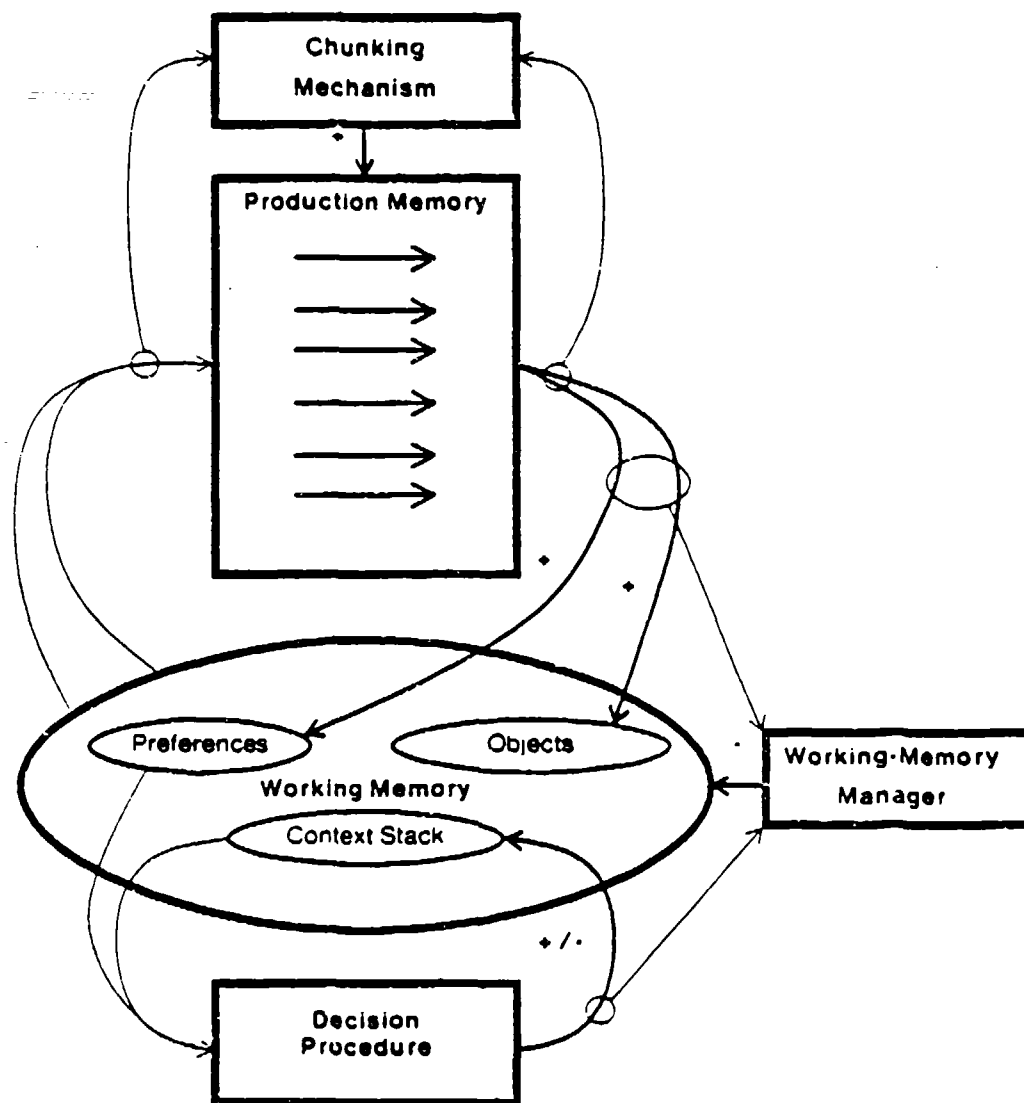 Chunking
Mechanism
+
Production Memory
+
+
Preferences
Objects
Working Memory
Context Stack
-
Working-Memory
Manager
+/-
Decision
Procedure